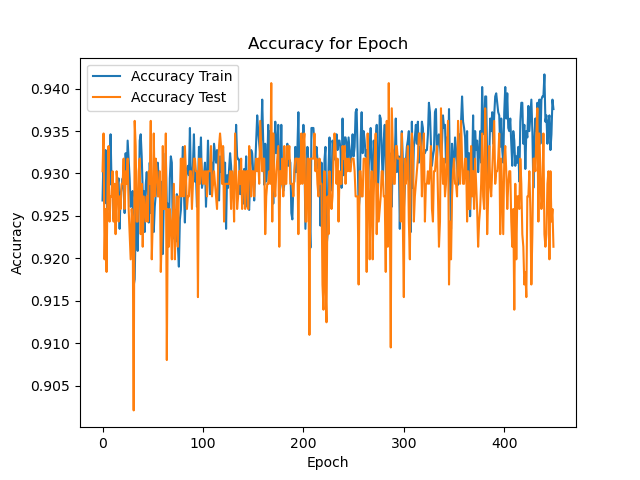 Accuracy for Epoch
Accuracy Train
Accuracy Test
0.940
0.935
0.930
0.925
0.920
0.915
0.910
0.905
Accuracy
0 100 200 300 400
Epoch